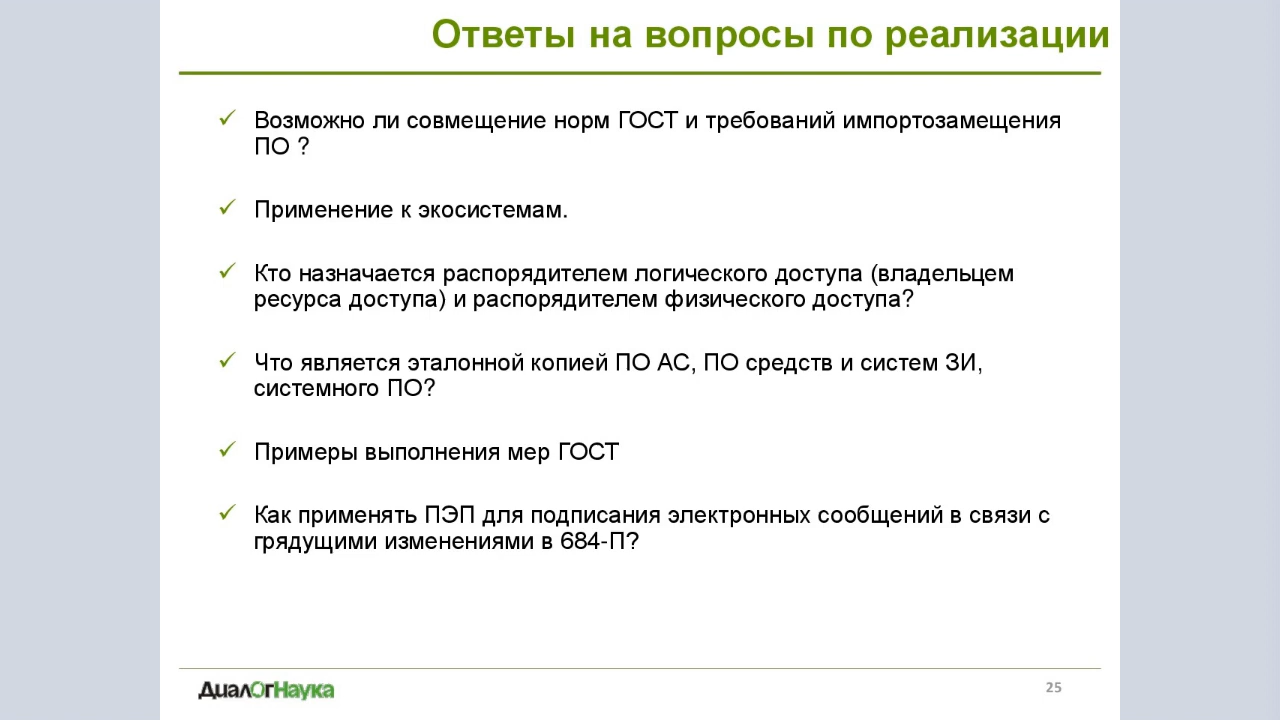 Ответы на вопросы по реализации
Возможно ли совмещение норм ГОСТ и требований импортозамещения
ПО ?
Применение к экосистемам.
Кто назначается распорядителем логического доступа (владельцем
ресурса доступа) и распорядителем физического доступа?
Что является эталонной копией ПО АС, ПО средств и систем ЗИ,
системного ПО?
Примеры выполнения мер ГОСТ
Как применять ПЭП для подписания электронных сообщений в связи с
грядущими изменениями в 684-П?
ДиалОгНаука
25